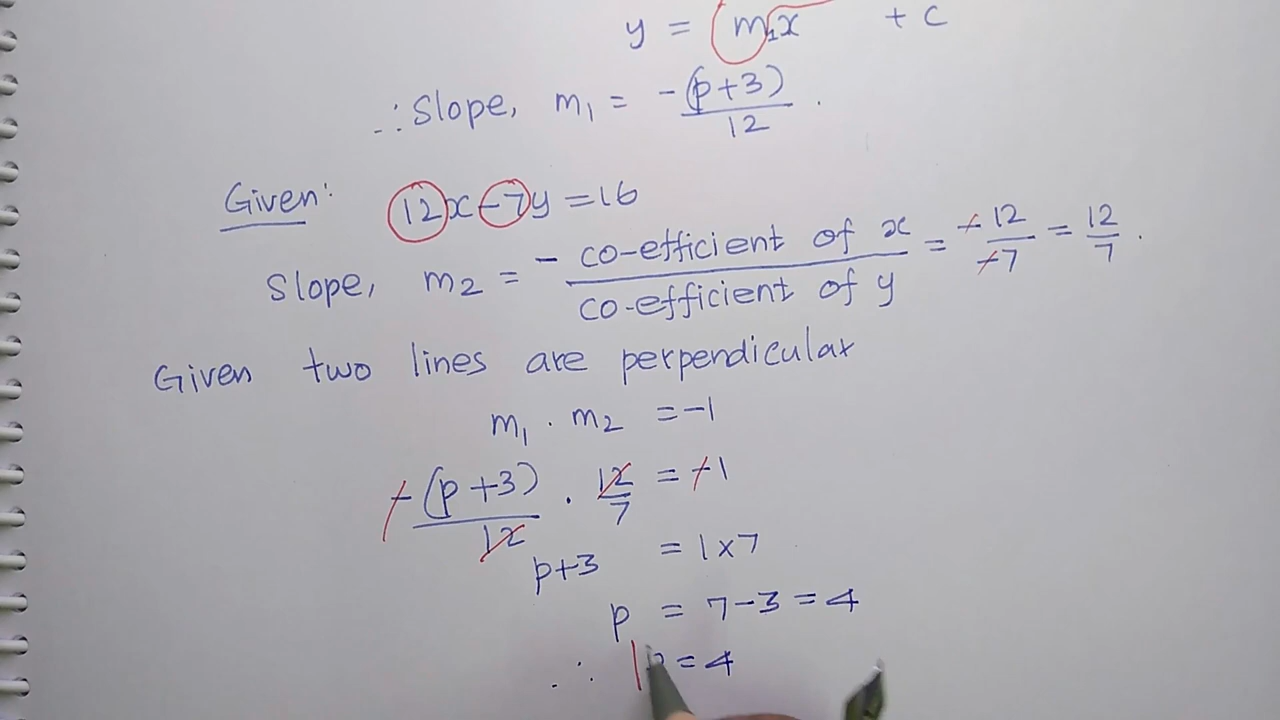 y = m₁x + c
∴ Slope, m₁ = -(p+3)/12 .
Given: 12x-7y=16
Slope, m₂ = - co-efficient of x/co-efficient of y = -12/-7 = 12/7 .
Given two lines are perpendicular
m₁ . m₂ = -1
-(p+3)/12 . 12/7 = -1
p+3 = 1x7
p = 7-3=4
∴ p=4